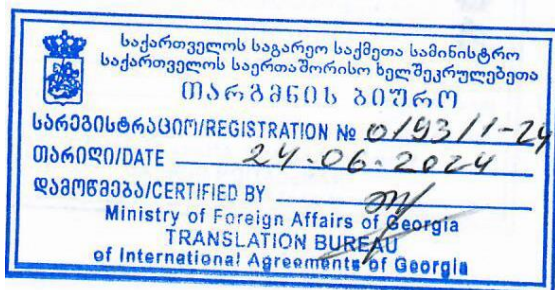 საქართველოს საგარეო საქმეთა სამინისტრო
საქართველოს საერთაშორისო ხელშეკრულებეთა
თარგმნის ბიურო
სარეგისტრაციო/REGISTRATION № 0193/1-24
თარიღი/DATE 24.06.2024
დამოწმება/CERTIFIED BY
Ministry of Foreign Affairs of Georgia
TRANSLATION BUREAU
of International Agreements of Georgia